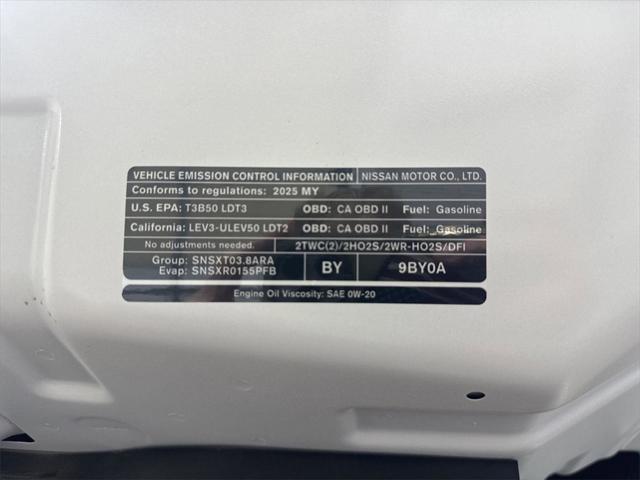 VEHICLE EMISSION CONTROL INFORMATION NISSAN MOTOR CO., LTD.
Conforms to regulations: 2025 MY
U.S. EPA: T3B50 LDT3 OBD: CA OBD II Fuel: Gasoline
California: LEV3-ULEV50 LDT2 OBD: CA OBD II Fuel: Gasoline
No adjustments needed. 2TWC(2)/2HO2S/2WR-HO2S/DFI
Group: SNSXT03.8ARA
Evap: SNSXR0155PFB
BY 9BY0A
Engine Oil Viscosity: SAE 0W-20